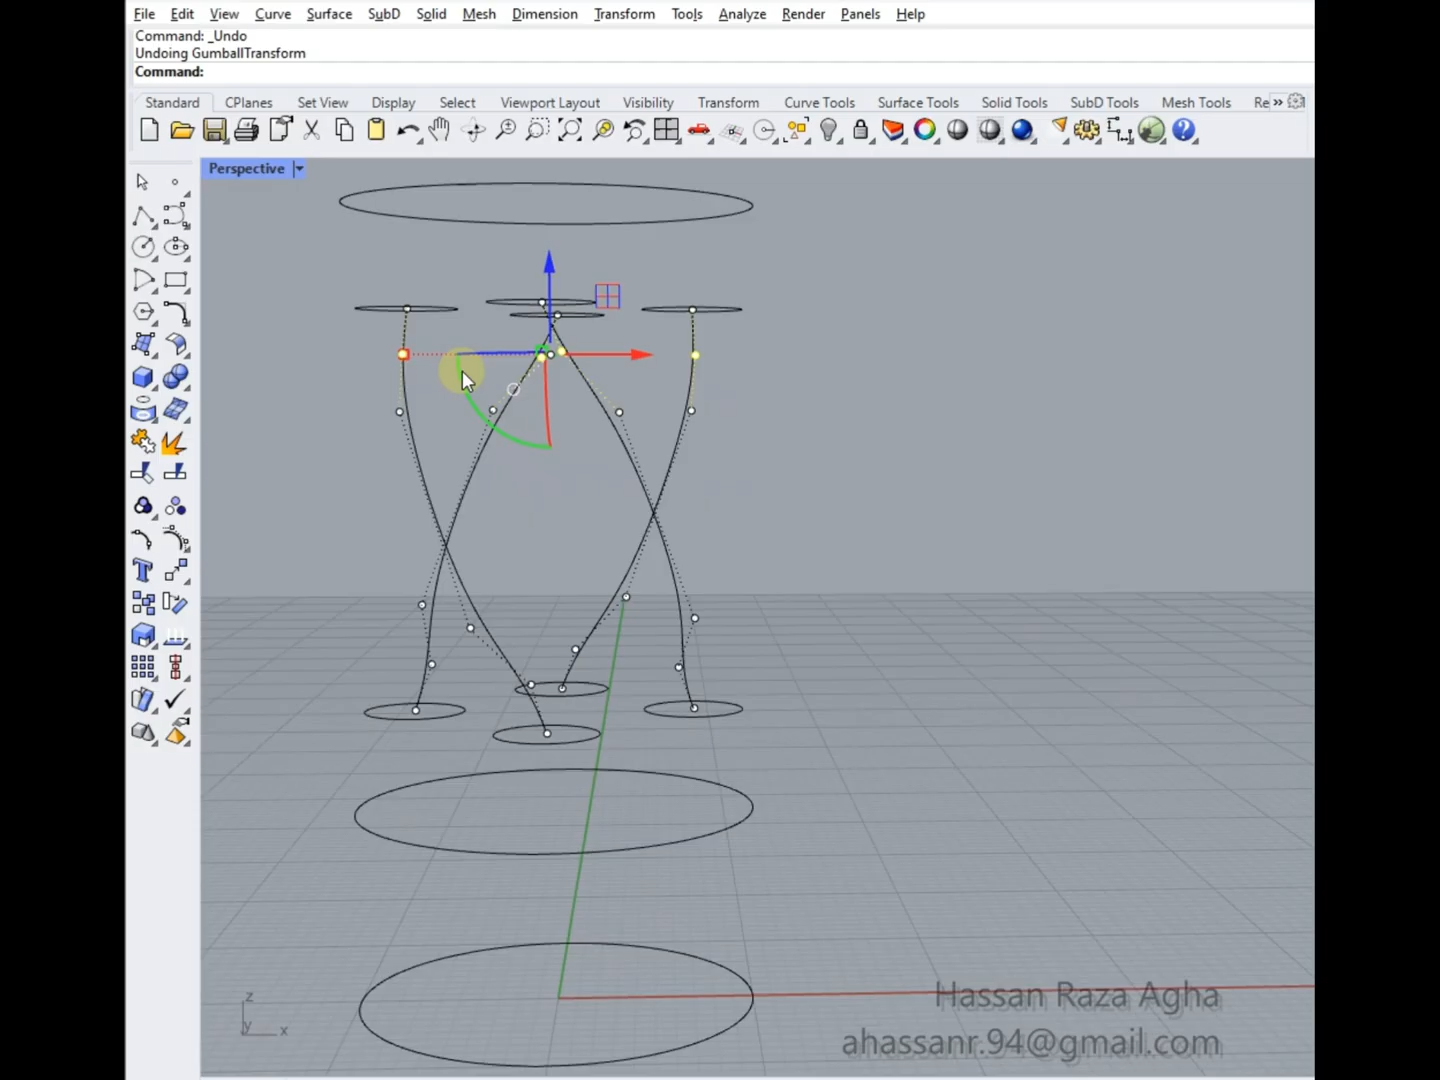 File Edit View Curve Surface SubD Solid Mesh Dimension Transform Tools Analyze Render Panels Help
Command: _Undo
Undoing GumballTransform
Command:
Standard CPlanes Set View Display Select Viewport Layout Visibility Transform Curve Tools Surface Tools Solid Tools SubD Tools Mesh Tools Re »
Perspective
z
y x
Hassan Raza Agha
ahassanr.94@gmail.com